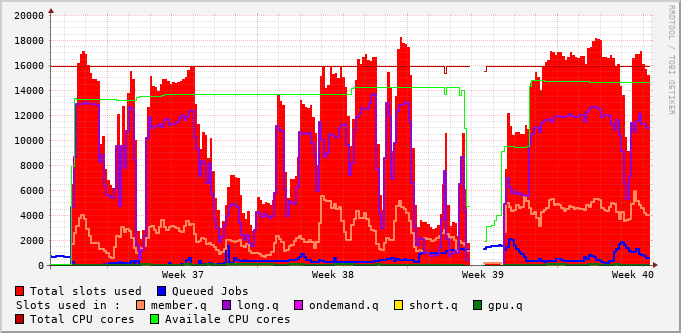 RRDTOOL / TOBI OETIKER
20000
18000
16000
14000
12000
10000
8000
6000
4000
2000
0
Week 37 Week 38 Week 39 Week 40
Total slots used Queued Jobs
Slots used in : member.q long.q ondemand.q short.q gpu.q
Total CPU cores Availale CPU cores